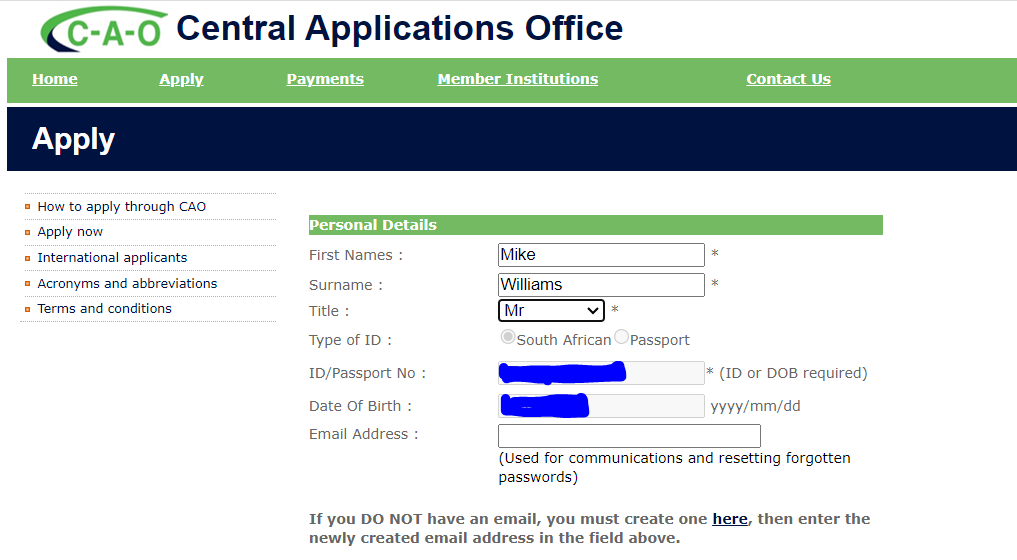 C-A-O Central Applications Office
Home Apply Payments Member Institutions Contact Us
Apply
How to apply through CAO
Apply now
International applicants
Acronyms and abbreviations
Terms and conditions
Personal Details
First Names : Mike *
Surname : Williams *
Title : Mr *
Type of ID : South African Passport
ID/Passport No : * (ID or DOB required)
Date Of Birth : yyyy/mm/dd
Email Address :
(Used for communications and resetting forgotten
passwords)
If you DO NOT have an email, you must create one here, then enter the
newly created email address in the field above.